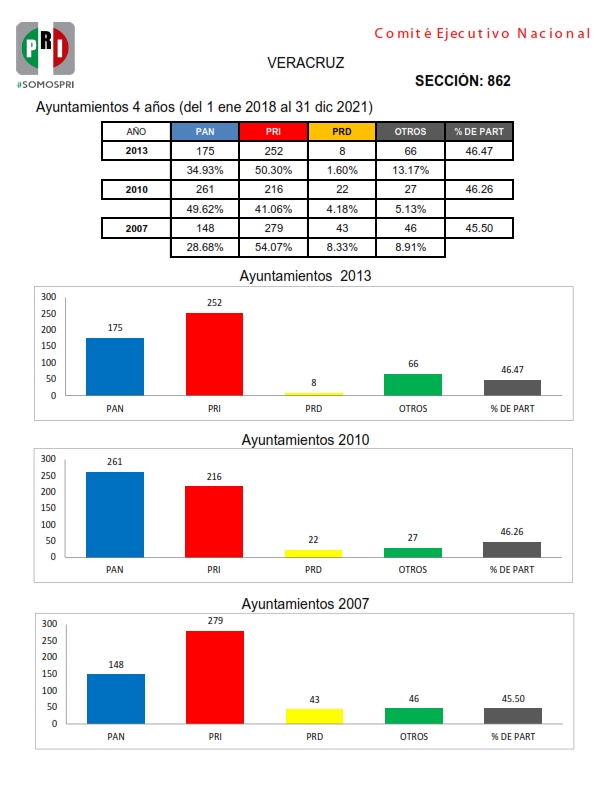 Comité Ejecutivo Nacional
PRI
#SOMOSPRI
VERACRUZ
SECCIÓN: 862
Ayuntamientos 4 años (del 1 ene 2018 al 31 dic 2021)
AÑO PAN PRI PRD OTROS % DE PART
2013 175 252 8 66 46.47
34.93% 50.30% 1.60% 13.17%
2010 261 216 22 27 46.26
49.62% 41.06% 4.18% 5.13%
2007 148 279 43 46 45.50
28.68% 54.07% 8.33% 8.91%
Ayuntamientos 2013
300
250
200
150
100
50
0
175 252 8 66 46.47
PAN PRI PRD OTROS % DE PART
Ayuntamientos 2010
300
250
200
150
100
50
0
261 216 22 27 46.26
PAN PRI PRD OTROS % DE PART
Ayuntamientos 2007
300
250
200
150
100
50
0
148 279 43 46 45.50
PAN PRI PRD OTROS % DE PART